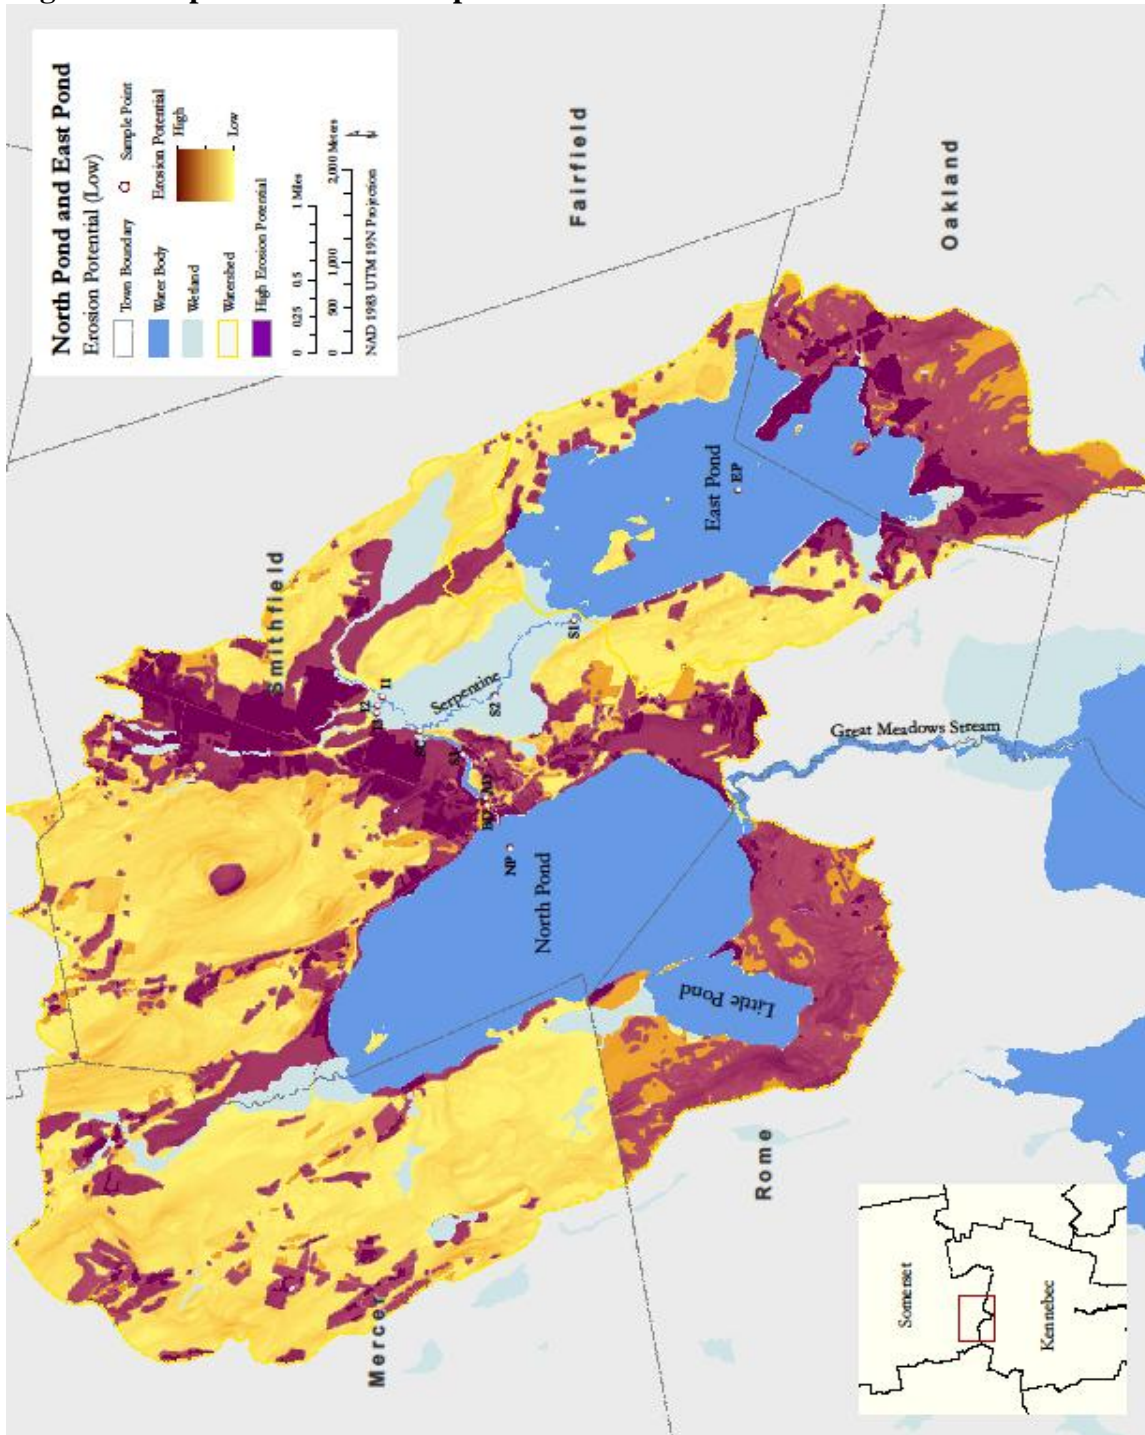 North Pond and East Pond
Erosion Potential (Low)
Town Boundary
Sample Point
Water Body
Erosion Potential
Wetland
High
Watershed
Low
High Erosion Potential
0 0.25 0.5 1 Miles
0 500 1,000 2,000 Meters
N
NAD 1983 UTM 19N Projection
Fairfield
Oakland
Smithfield
East Pond
EP
Serpentine
S1
S2
I1
I2
NP
North Pond
Little Pond
Great Meadows Stream
Rome
Mercer
Somerset
Kennebec